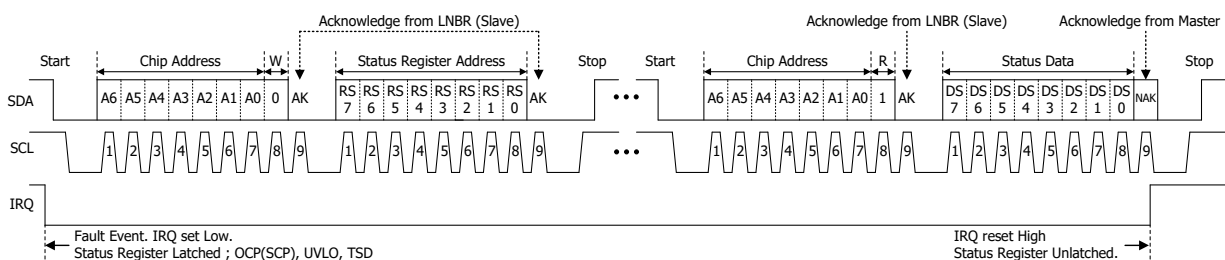 Acknowledge from LNBR (Slave)
Acknowledge from LNBR (Slave)
Acknowledge from Master
Start
Chip Address
W
Status Register Address
Stop
Start
Chip Address
R
Status Data
Stop
SDA
A6 A5 A4 A3 A2 A1 A0 0 AK
RS 7 RS 6 RS 5 RS 4 RS 3 RS 2 RS 1 RS 0 AK
•••
A6 A5 A4 A3 A2 A1 A0 1 AK
DS 7 DS 6 DS 5 DS 4 DS 3 DS 2 DS 1 DS 0 NAK
SCL
1 2 3 4 5 6 7 8 9
1 2 3 4 5 6 7 8 9
•••
1 2 3 4 5 6 7 8 9
1 2 3 4 5 6 7 8 9
IRQ
Fault Event. IRQ set Low.
Status Register Latched ; OCP(SCP), UVLO, TSD
IRQ reset High
Status Register Unlatched.